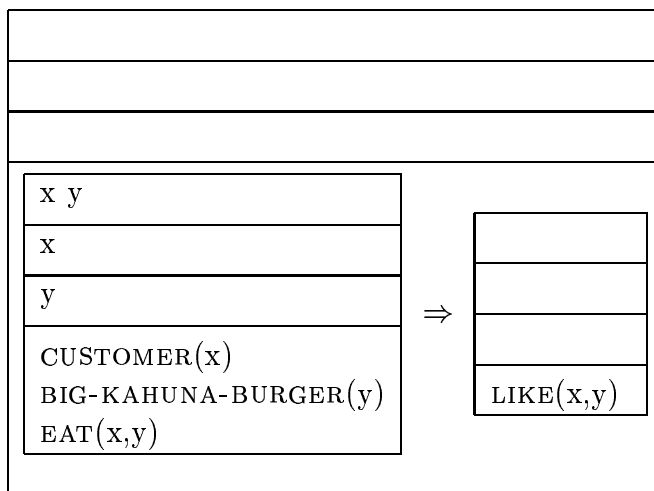 x y
x
y
⇒
CUSTOMER(x)
BIG-KAHUNA-BURGER(y)
EAT(x,y)
LIKE(x,y)